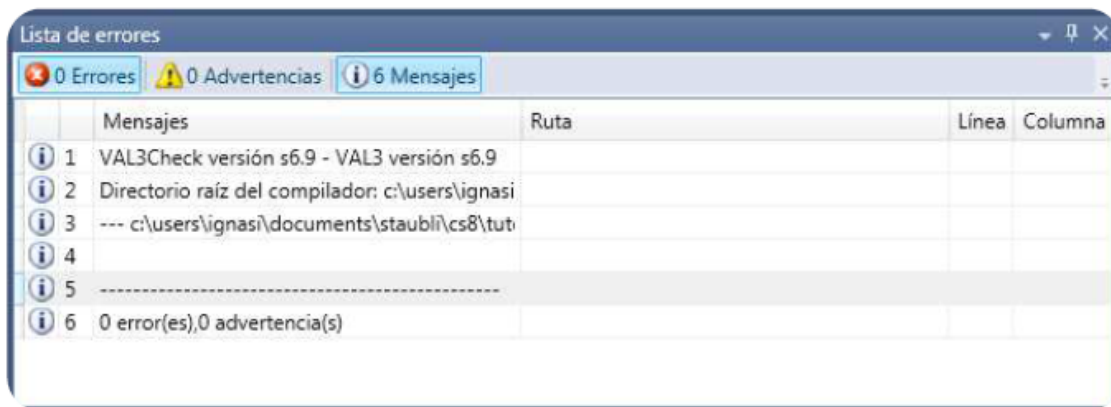 Lista de errores
0 Errores 0 Advertencias 6 Mensajes
Mensajes Ruta Línea Columna
1 VAL3Check versión s6.9 - VAL3 versión s6.9
2 Directorio raíz del compilador: c:\users\ignasi
3 --- c:\users\ignasi\documents\staubli\cs8\tut
4
5 -----------------------------------------------
6 0 error(es),0 advertencia(s)